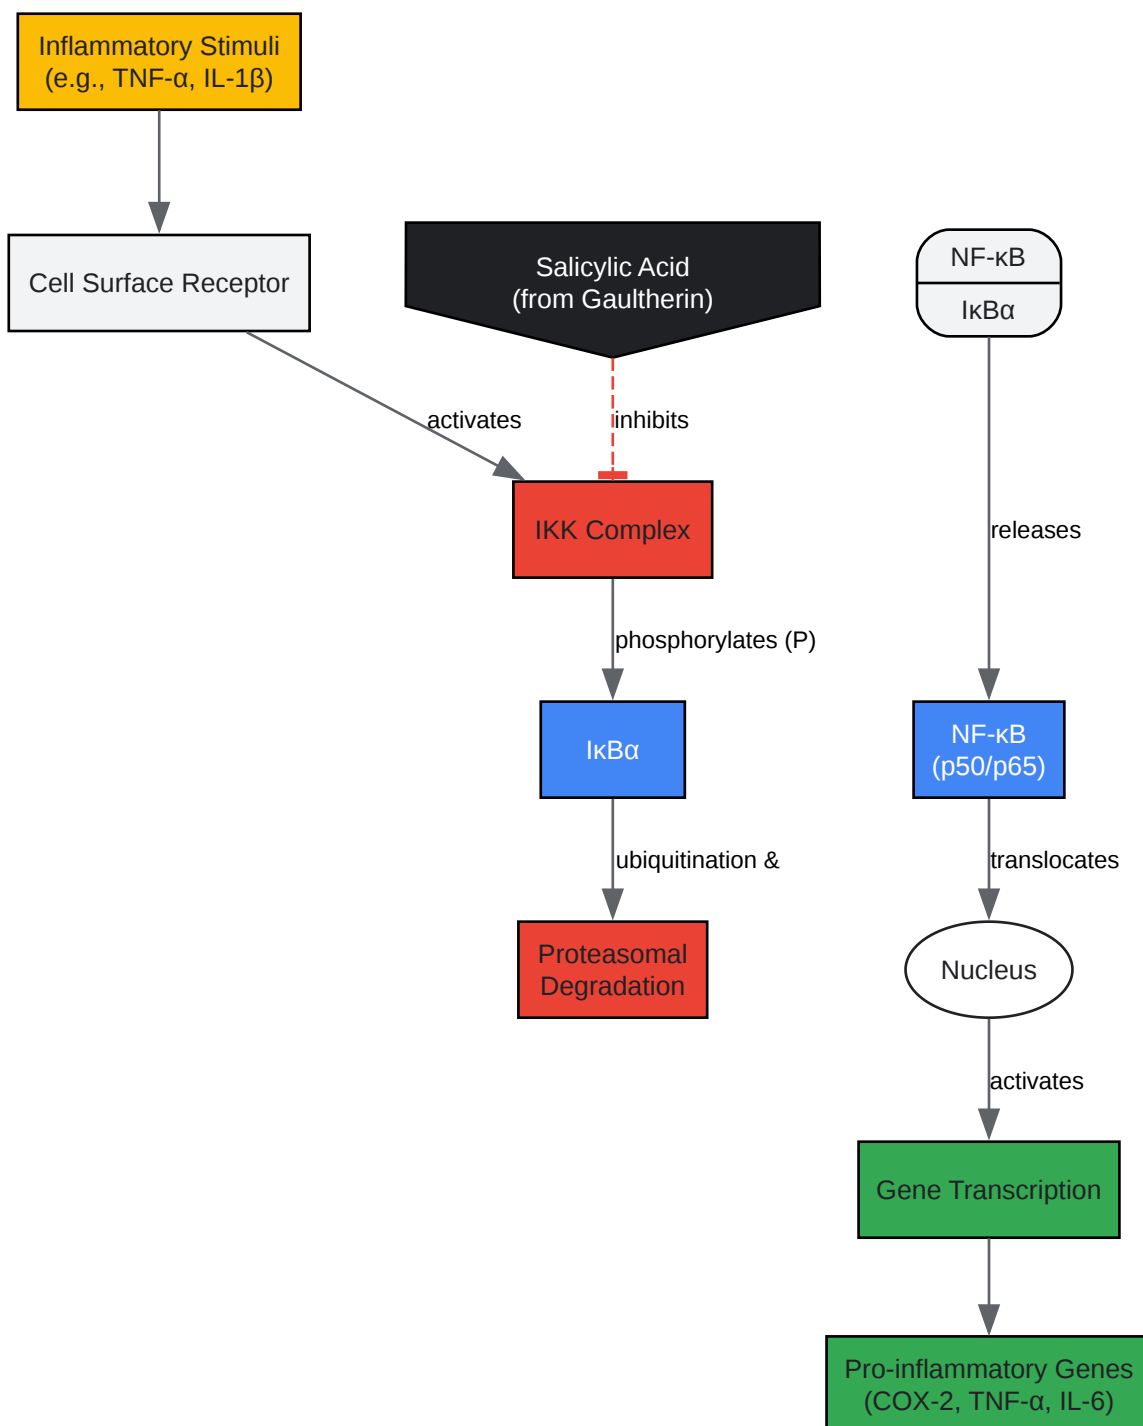 Inflammatory Stimuli
(e.g., TNF-α, IL-1β)
Cell Surface Receptor
Salicylic Acid
(from Gaultherin)
NF-κB
IκBα
activates
inhibits
IKK Complex
releases
phosphorylates (P)
IκBα
NF-κB
(p50/p65)
ubiquitination &
translocates
Proteasomal
Degradation
Nucleus
activates
Gene Transcription
Pro-inflammatory Genes
(COX-2, TNF-α, IL-6)